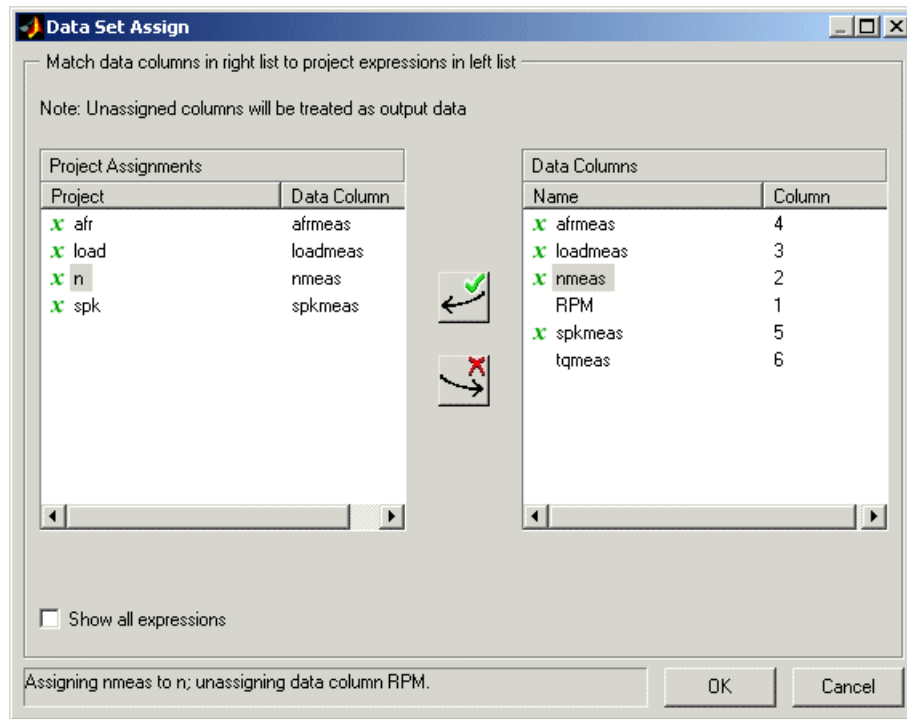 Data Set Assign
Match data columns in right list to project expressions in left list
Note: Unassigned columns will be treated as output data
Project Assignments
Project Data Column
x afr afrmeas
x load loadmeas
x n nmeas
x spk spkmeas
Data Columns
Name Column
x afrmeas 4
x loadmeas 3
x nmeas 2
RPM 1
x spkmeas 5
tqmeas 6
Show all expressions
Assigning nmeas to n; unassigning data column RPM.
OK Cancel